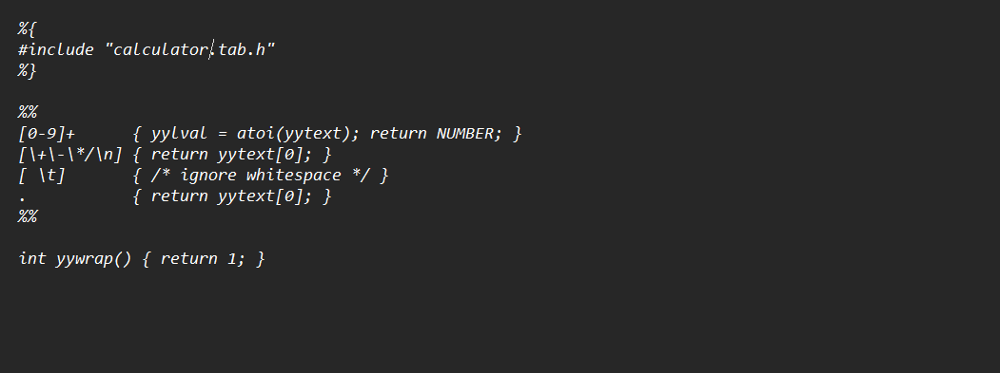 %{
#include "calculator.tab.h"
%}

%%
[0-9]+      { yylval = atoi(yytext); return NUMBER; }
[\+\-\*/\n] { return yytext[0]; }
[ \t]       { /* ignore whitespace */ }
.           { return yytext[0]; }
%%

int yywrap() { return 1; }